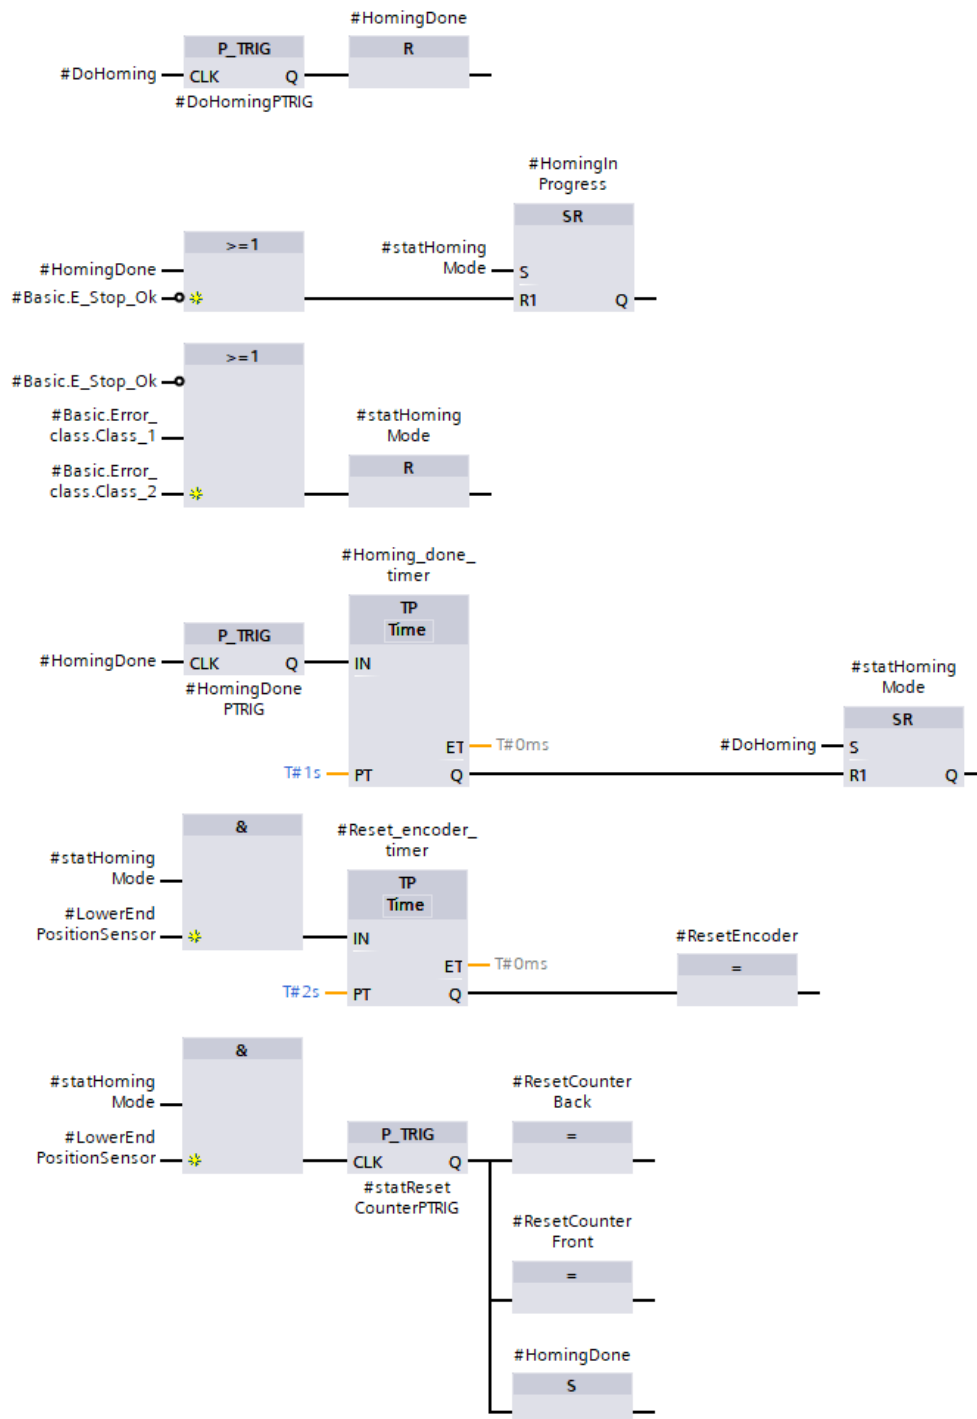 #HomingDone
P_TRIG
R
#DoHoming
CLK
Q
#DoHomingPTRIG
#HomingIn
Progress
SR
>=1
#statHoming
Mode
S
#HomingDone
#Basic.E_Stop_Ok
R1
Q
>=1
#Basic.E_Stop_Ok
#Basic.Error_
class.Class_1
#statHoming
Mode
R
#Basic.Error_
class.Class_2
#Homing_done_
timer
TP
Time
P_TRIG
#HomingDone
CLK
Q
IN
#HomingDone
PTRIG
#statHoming
Mode
SR
ET
T#0ms
#DoHoming
S
T#1s
PT
Q
R1
Q
&
#Reset_encoder_
timer
#statHoming
Mode
TP
Time
#LowerEnd
PositionSensor
IN
#ResetEncoder
ET
T#0ms
=
T#2s
PT
Q
&
#statHoming
Mode
#ResetCounter
Back
P_TRIG
=
#LowerEnd
PositionSensor
CLK
Q
#statReset
CounterPTRIG
#ResetCounter
Front
=
#HomingDone
S